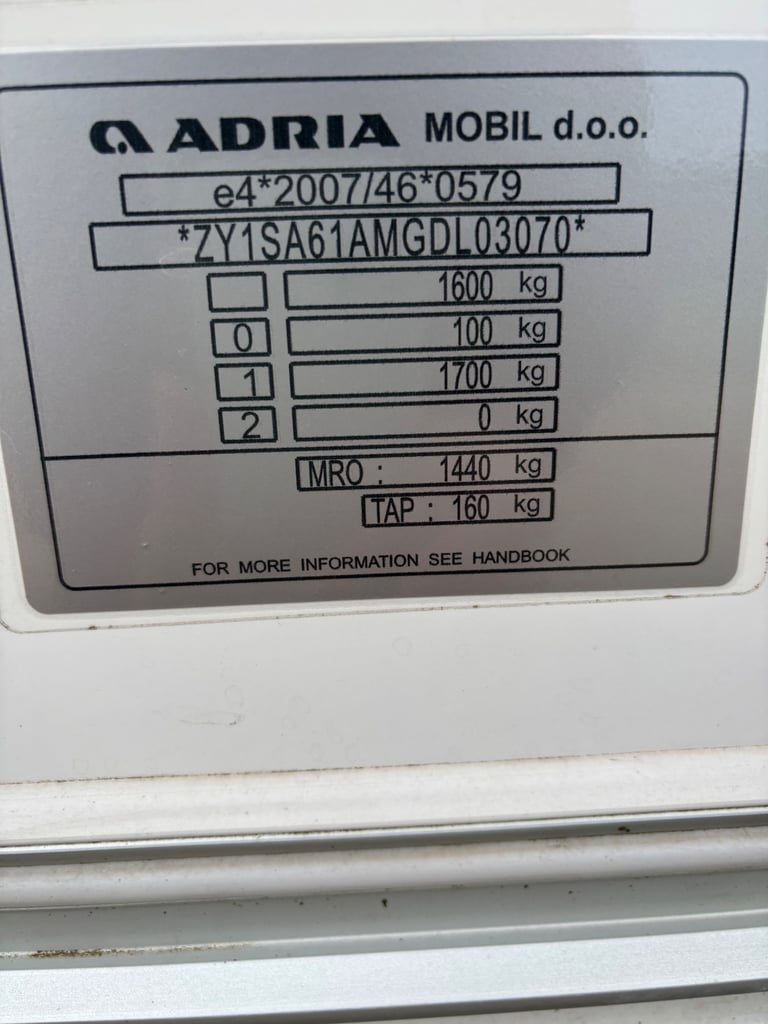 ADRIA MOBIL d.o.o.
e4*2007/46*0579
*ZY1SA61AMGDL03070*
1600 kg
0 100 kg
1 1700 kg
2 0 kg
MRO : 1440 kg
TAP : 160 kg
FOR MORE INFORMATION SEE HANDBOOK